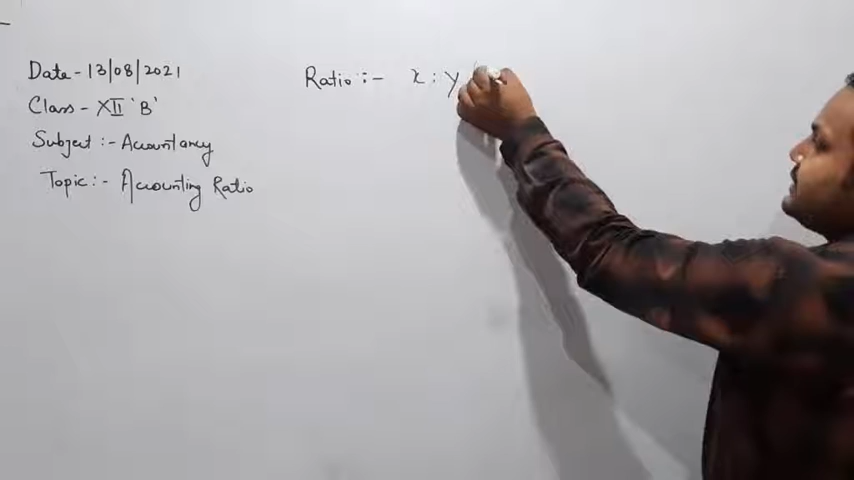 Date - 13/08/2021
Class - XII 'B'
Subject :- Accountancy
Topic :- Accounting Ratio
Ratio :- x : y